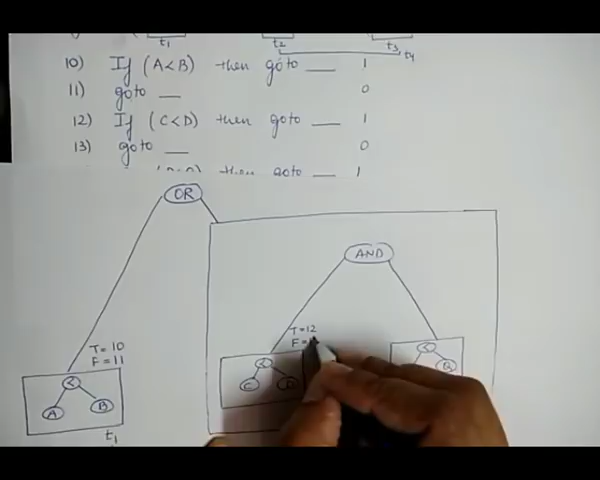 t₁ t₂ t₃ t₄
10) If (A<B) then goto ___ 1
11) goto ___ 0
12) If (C<D) then goto ___ 1
13) goto ___ 0
then goto ___ 1
OR
AND
T=12
F=
T=10
F=11
< <
C
<
A B
t₁